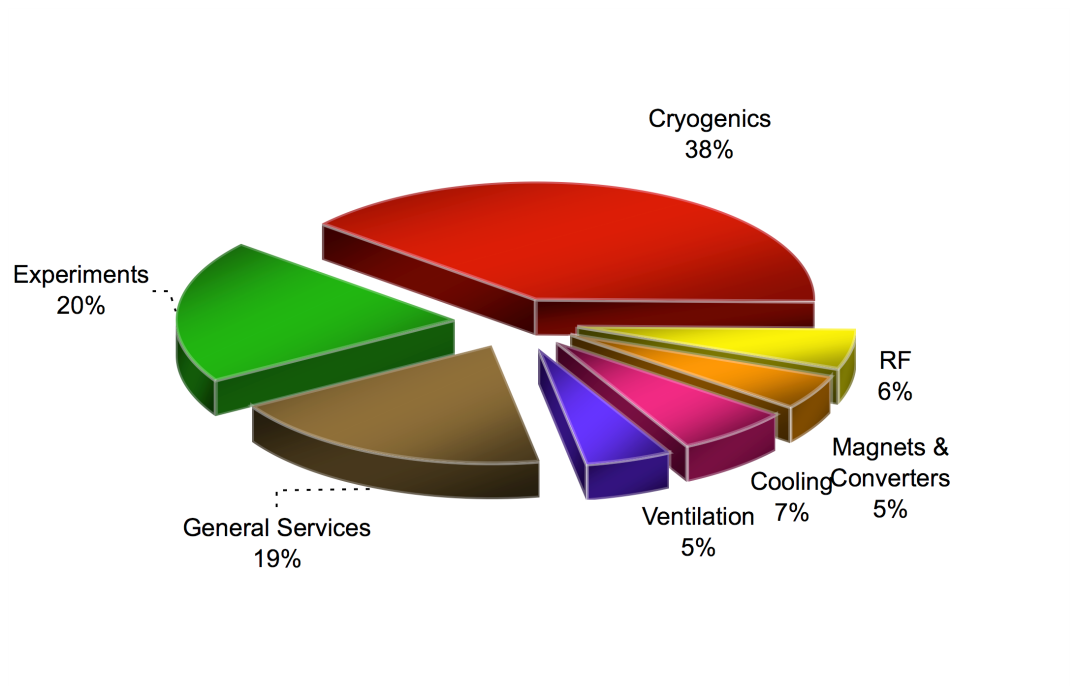 Cryogenics
38%
Experiments
20%
RF
6%
Magnets &
Converters
5%
Cooling
7%
Ventilation
5%
General Services
19%